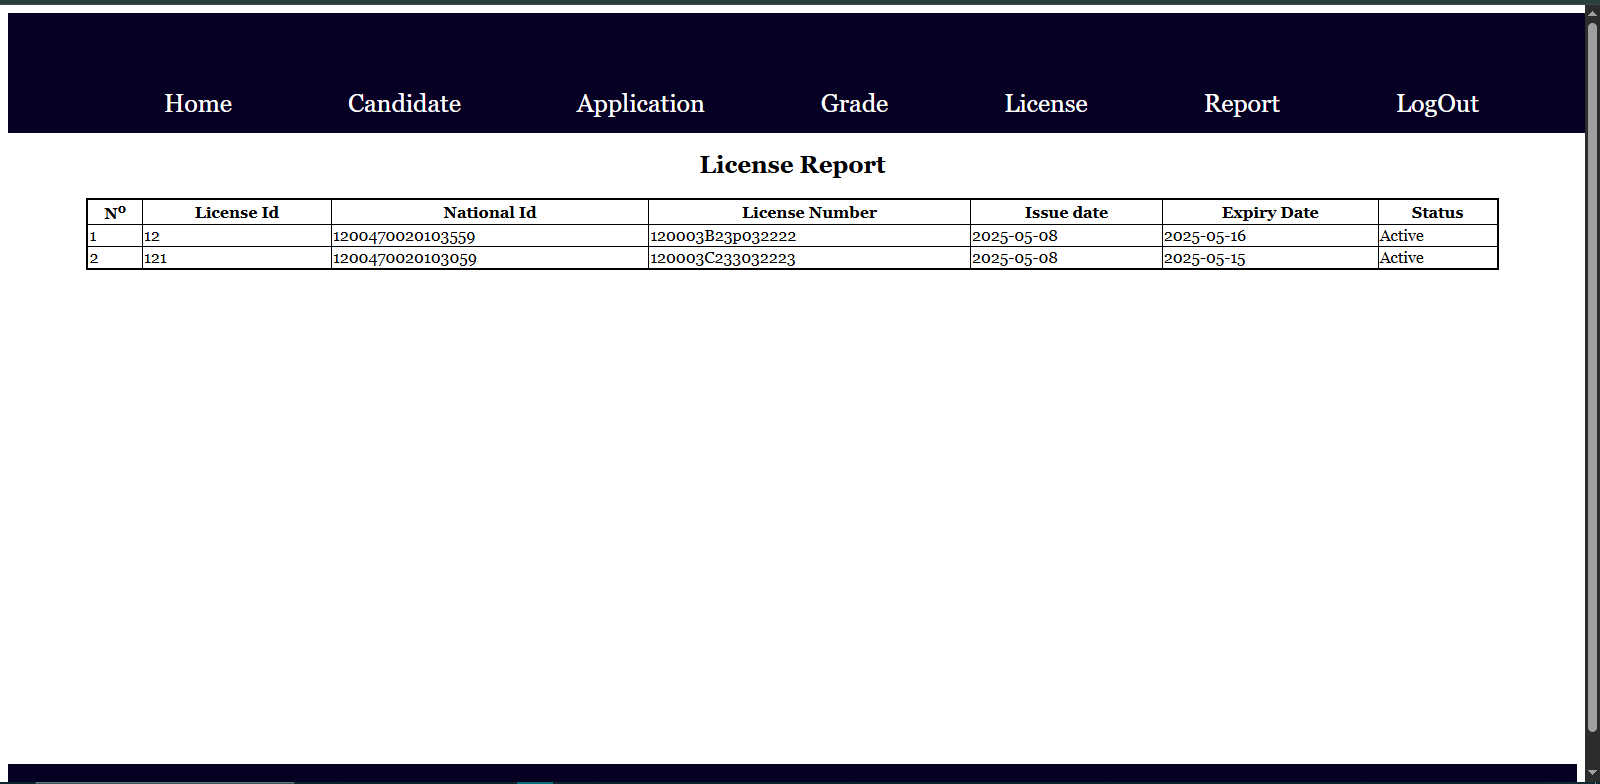 Home Candidate Application Grade License Report LogOut
License Report
Nº License Id National Id License Number Issue date Expiry Date Status
1 12 1200470020103559 120003B23p032222 2025-05-08 2025-05-16 Active
2 121 1200470020103059 120003C233032223 2025-05-08 2025-05-15 Active